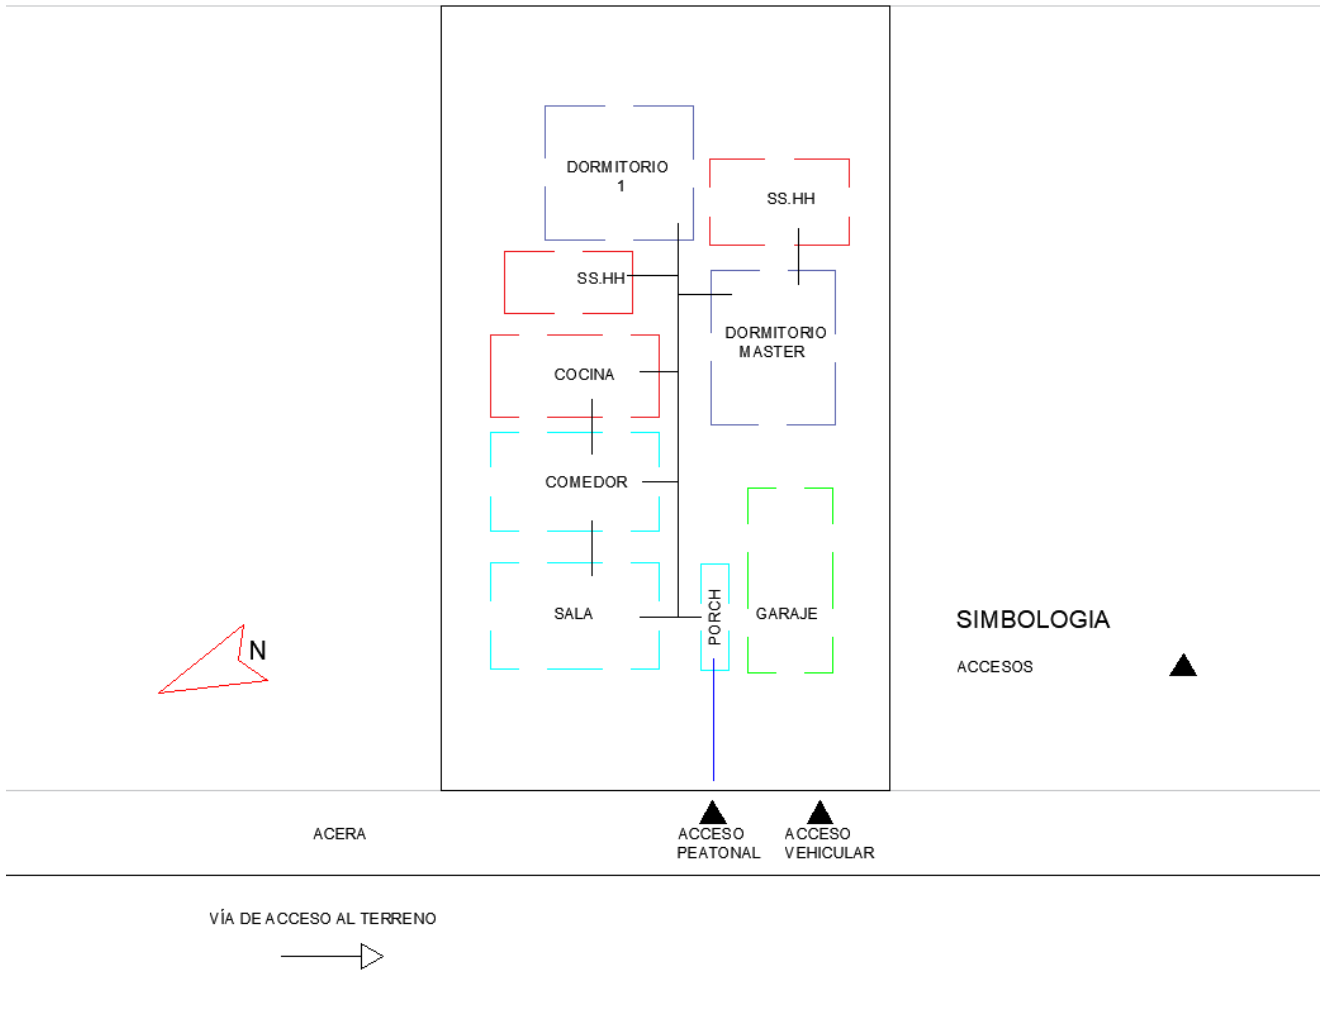 DORMITORIO
1
SS.HH
SS.HH
DORMITORIO
MASTER
COCINA
COMEDOR
SALA
PORCH
GARAJE
N
SIMBOLOGIA
ACCESOS
ACERA
ACCESO
PEATONAL
ACCESO
VEHICULAR
VÍA DE ACCESO AL TERRENO